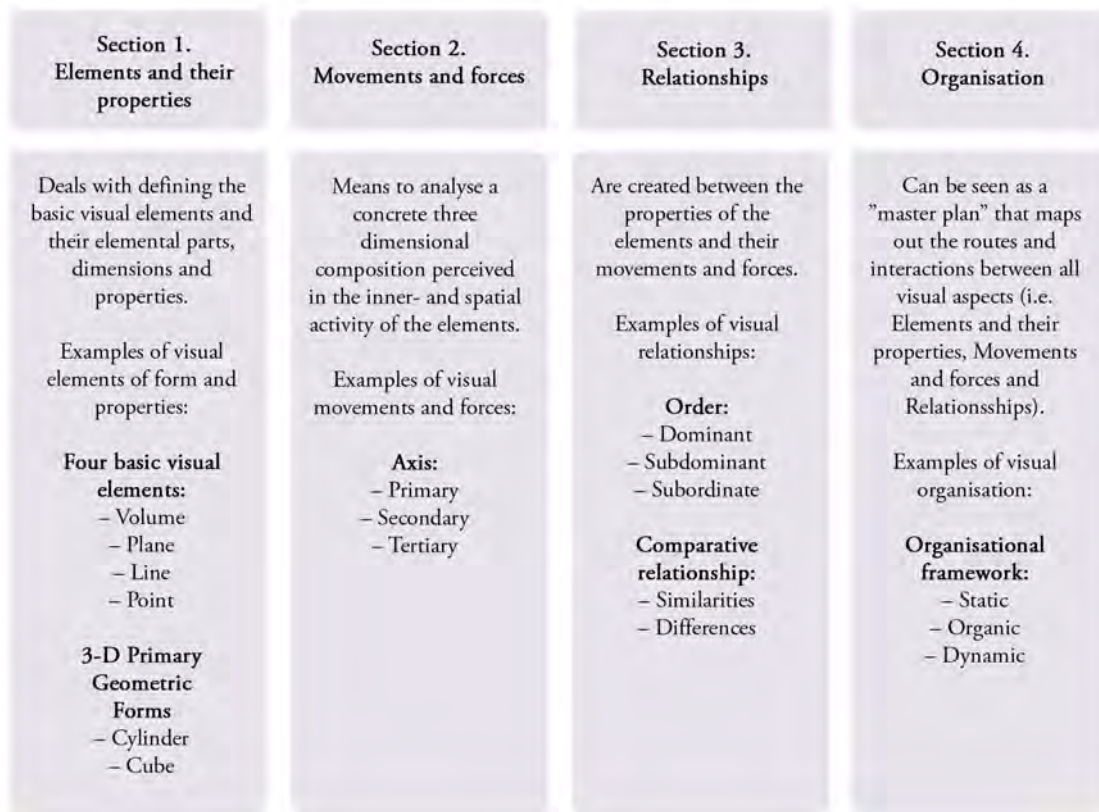 Section 1.
Elements and their
properties
Deals with defining the
basic visual elements and
their elemental parts,
dimensions and
properties.
Examples of visual
elements of form and
properties:
Four basic visual
elements:
– Volume
– Plane
– Line
– Point
3-D Primary
Geometric
Forms
– Cylinder
– Cube
Section 2.
Movements and forces
Means to analyse a
concrete three
dimensional
composition perceived
in the inner- and spatial
activity of the elements.
Examples of visual
movements and forces:
Axis:
– Primary
– Secondary
– Tertiary
Section 3.
Relationships
Are created between the
properties of the
elements and their
movements and forces.
Examples of visual
relationships:
Order:
– Dominant
– Subdominant
– Subordinate
Comparative
relationship:
– Similarities
– Differences
Section 4.
Organisation
Can be seen as a
”master plan” that maps
out the routes and
interactions between all
visual aspects (i.e.
Elements and their
properties, Movements
and forces and
Relationsships).
Examples of visual
organisation:
Organisational
framework:
– Static
– Organic
– Dynamic